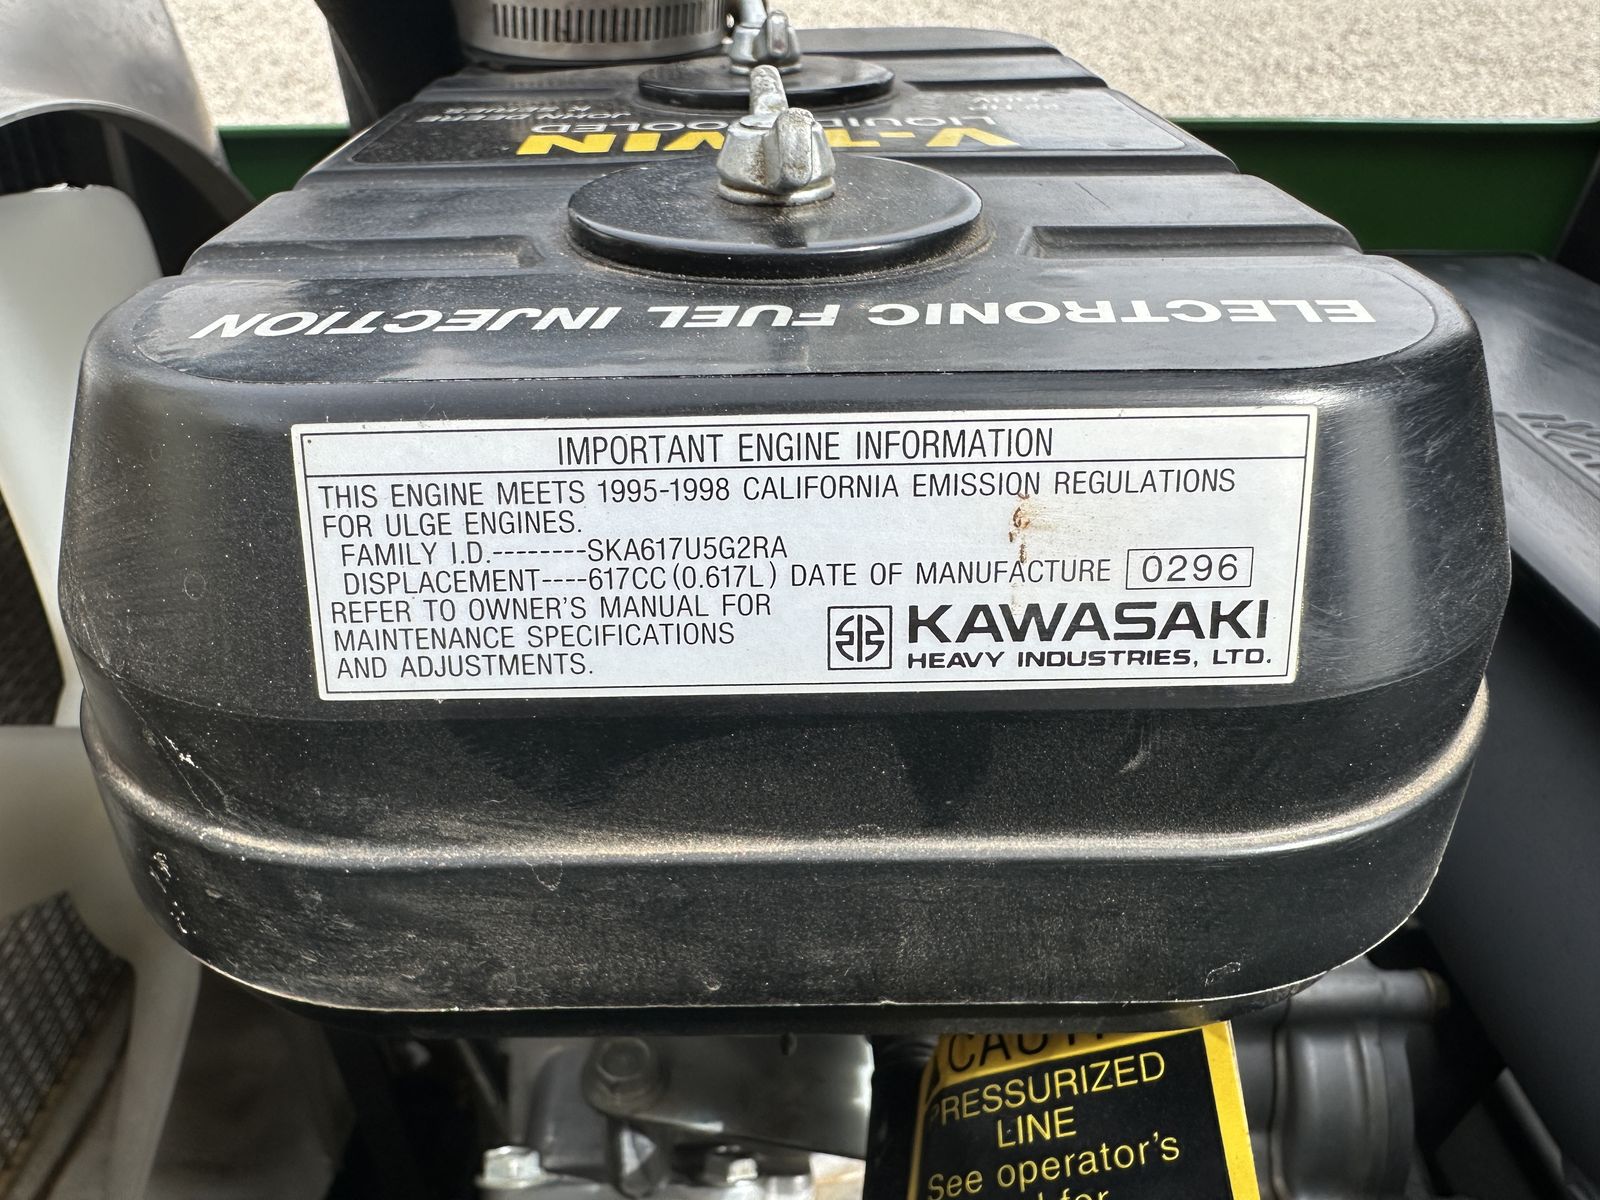 JOHN DEERE
K SERIES
LIQUID COOLED
V-TWIN
ELECTRONIC FUEL INJECTION
IMPORTANT ENGINE INFORMATION
THIS ENGINE MEETS 1995-1998 CALIFORNIA EMISSION REGULATIONS
FOR ULGE ENGINES.
FAMILY I.D.--------SKA617U5G2RA
DISPLACEMENT----617CC(0.617L) DATE OF MANUFACTURE 0296
REFER TO OWNER'S MANUAL FOR
MAINTENANCE SPECIFICATIONS
AND ADJUSTMENTS.
KAWASAKI
HEAVY INDUSTRIES, LTD.
PRESSURIZED
LINE
See operator's